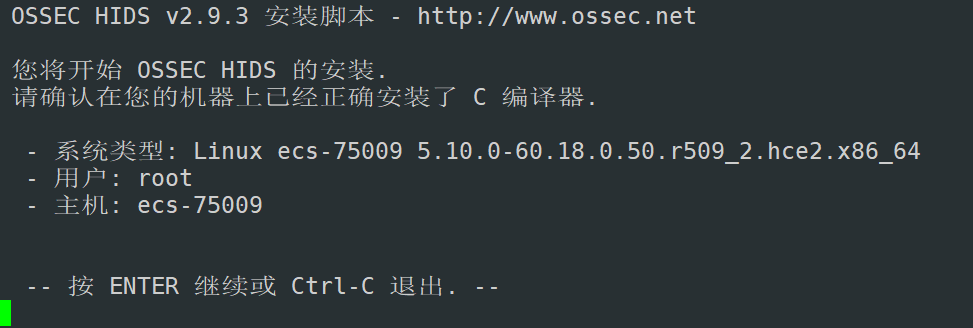 OSSEC HIDS v2.9.3 安装脚本 - http://www.ossec.net
您将开始 OSSEC HIDS 的安装.
请确认在您的机器上已经正确安装了 C 编译器.
- 系统类型: Linux ecs-75009 5.10.0-60.18.0.50.r509_2.hce2.x86_64
- 用户: root
- 主机: ecs-75009
-- 按 ENTER 继续或 Ctrl-C 退出. --